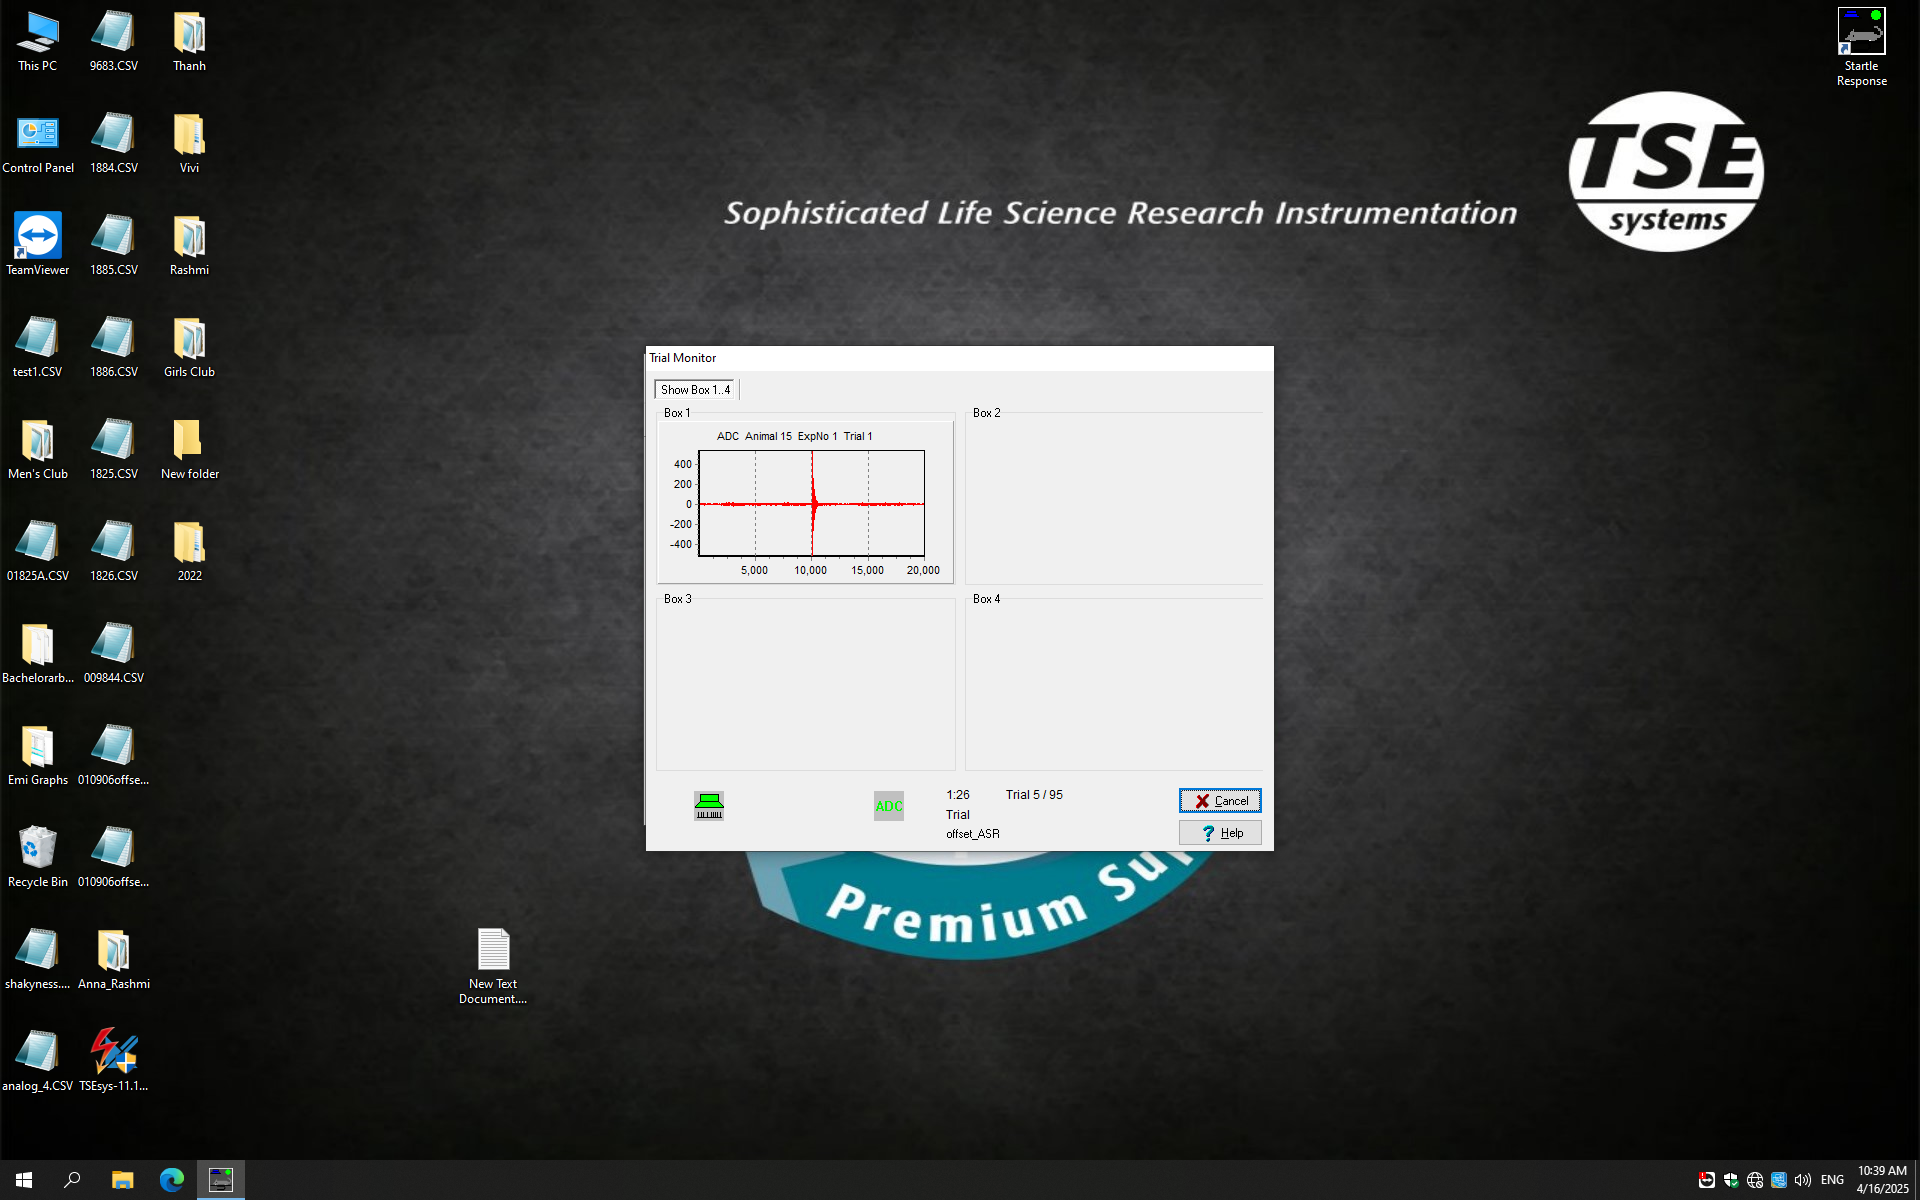 This PC
9683.CSV
Thanh
Control Panel
1884.CSV
Vivi
TeamViewer
1885.CSV
Rashmi
test1.CSV
1886.CSV
Girls Club
Men's Club
1825.CSV
New folder
01825A.CSV
1826.CSV
2022
Bachelorarb...
009844.CSV
Emi Graphs
010906offse...
Recycle Bin
010906offse...
shakyness....
Anna_Rashmi
analog_4.CSV
TSEsys-11.1...
New Text
Document....
Startle
Response
TSE
systems
Sophisticated Life Science Research Instrumentation
Trial Monitor
Show Box 1..4
Box 1
ADC Animal 15 ExpNo 1 Trial 1
400
200
0
-200
-400
5,000 10,000 15,000 20,000
Box 2
Box 3
Box 4
ADC
1:26 Trial 5 / 95
Trial
offset_ASR
Cancel
Help
Premium Su
ENG
10:39 AM
4/16/2025